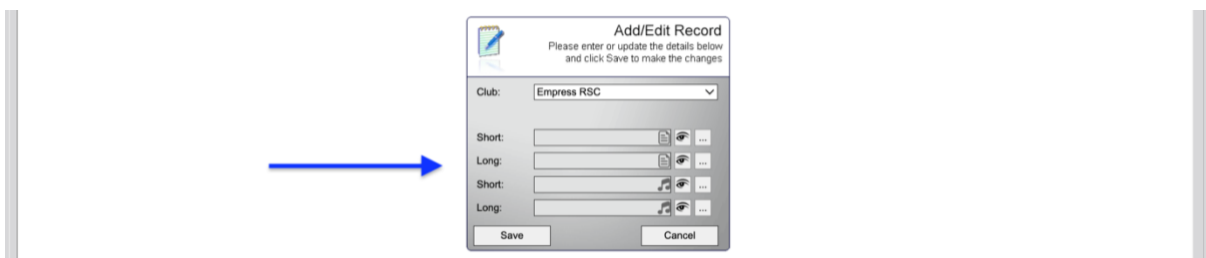 Add/Edit Record
Please enter or update the details below
and click Save to make the changes
Club: Empress RSC
Short: ...
Long: ...
Short: ...
Long: ...
Save Cancel